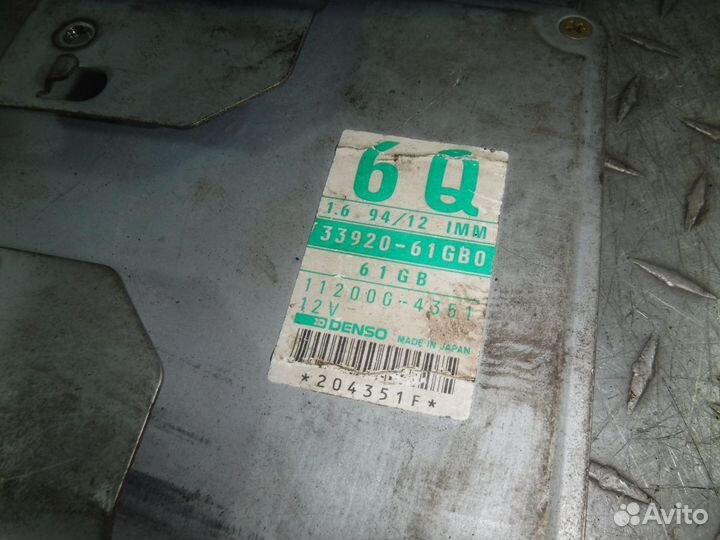 6Q
1.6 94/12 IMM
33920-61GB0
61GB
112000-4351
12V
DENSO MADE IN JAPAN
*204351F*
Avito